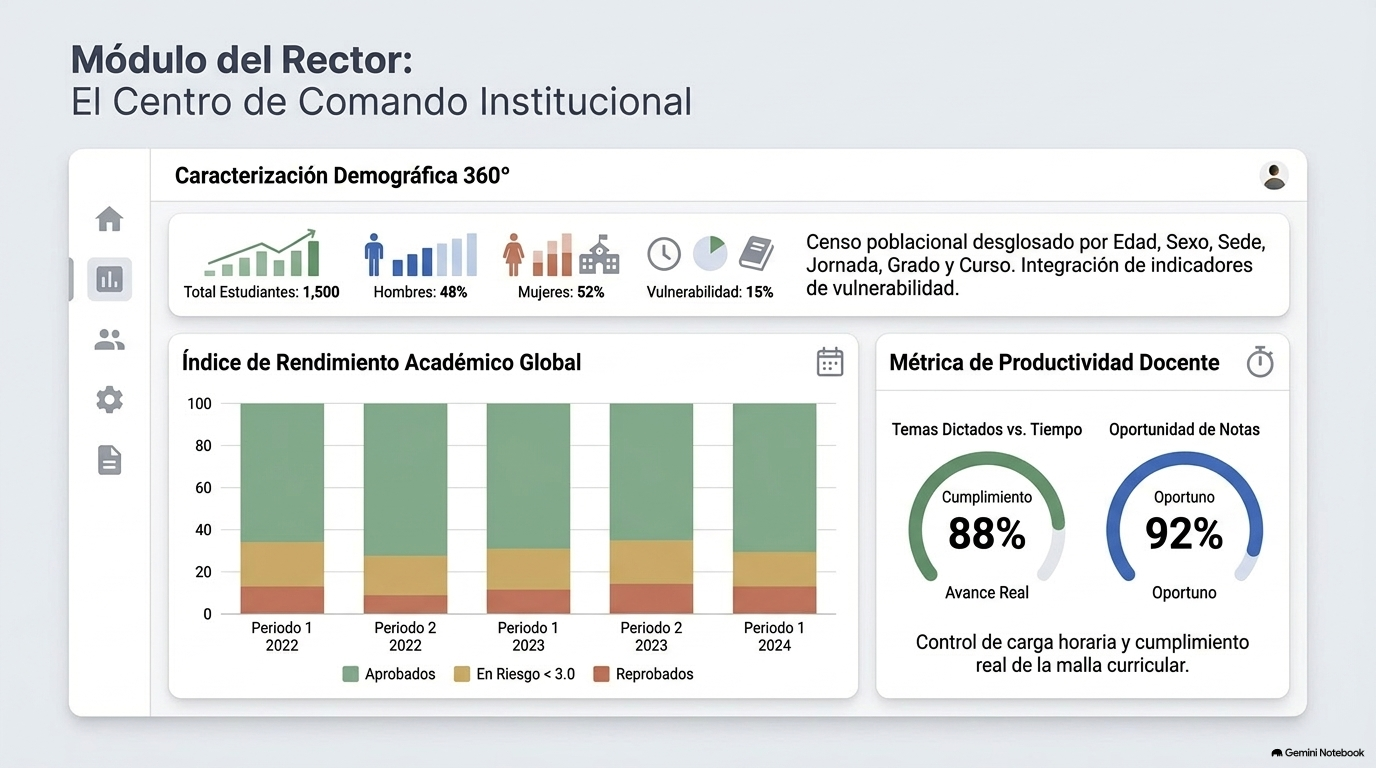 Módulo del Rector:
El Centro de Comando Institucional
Caracterización Demográfica 360°
Total Estudiantes: 1,500
Hombres: 48%
Mujeres: 52%
Vulnerabilidad: 15%
Censo poblacional desglosado por Edad, Sexo, Sede,
Jornada, Grado y Curso. Integración de indicadores
de vulnerabilidad.
Índice de Rendimiento Académico Global
100
80
60
40
20
0
Periodo 1
2022
Periodo 2
2022
Periodo 1
2023
Periodo 2
2023
Periodo 1
2024
Aprobados
En Riesgo < 3.0
Reprobados
Métrica de Productividad Docente
Temas Dictados vs. Tiempo
Cumplimiento
88%
Avance Real
Oportunidad de Notas
Oportuno
92%
Oportuno
Control de carga horaria y cumplimiento
real de la malla curricular.
Gemini Notebook